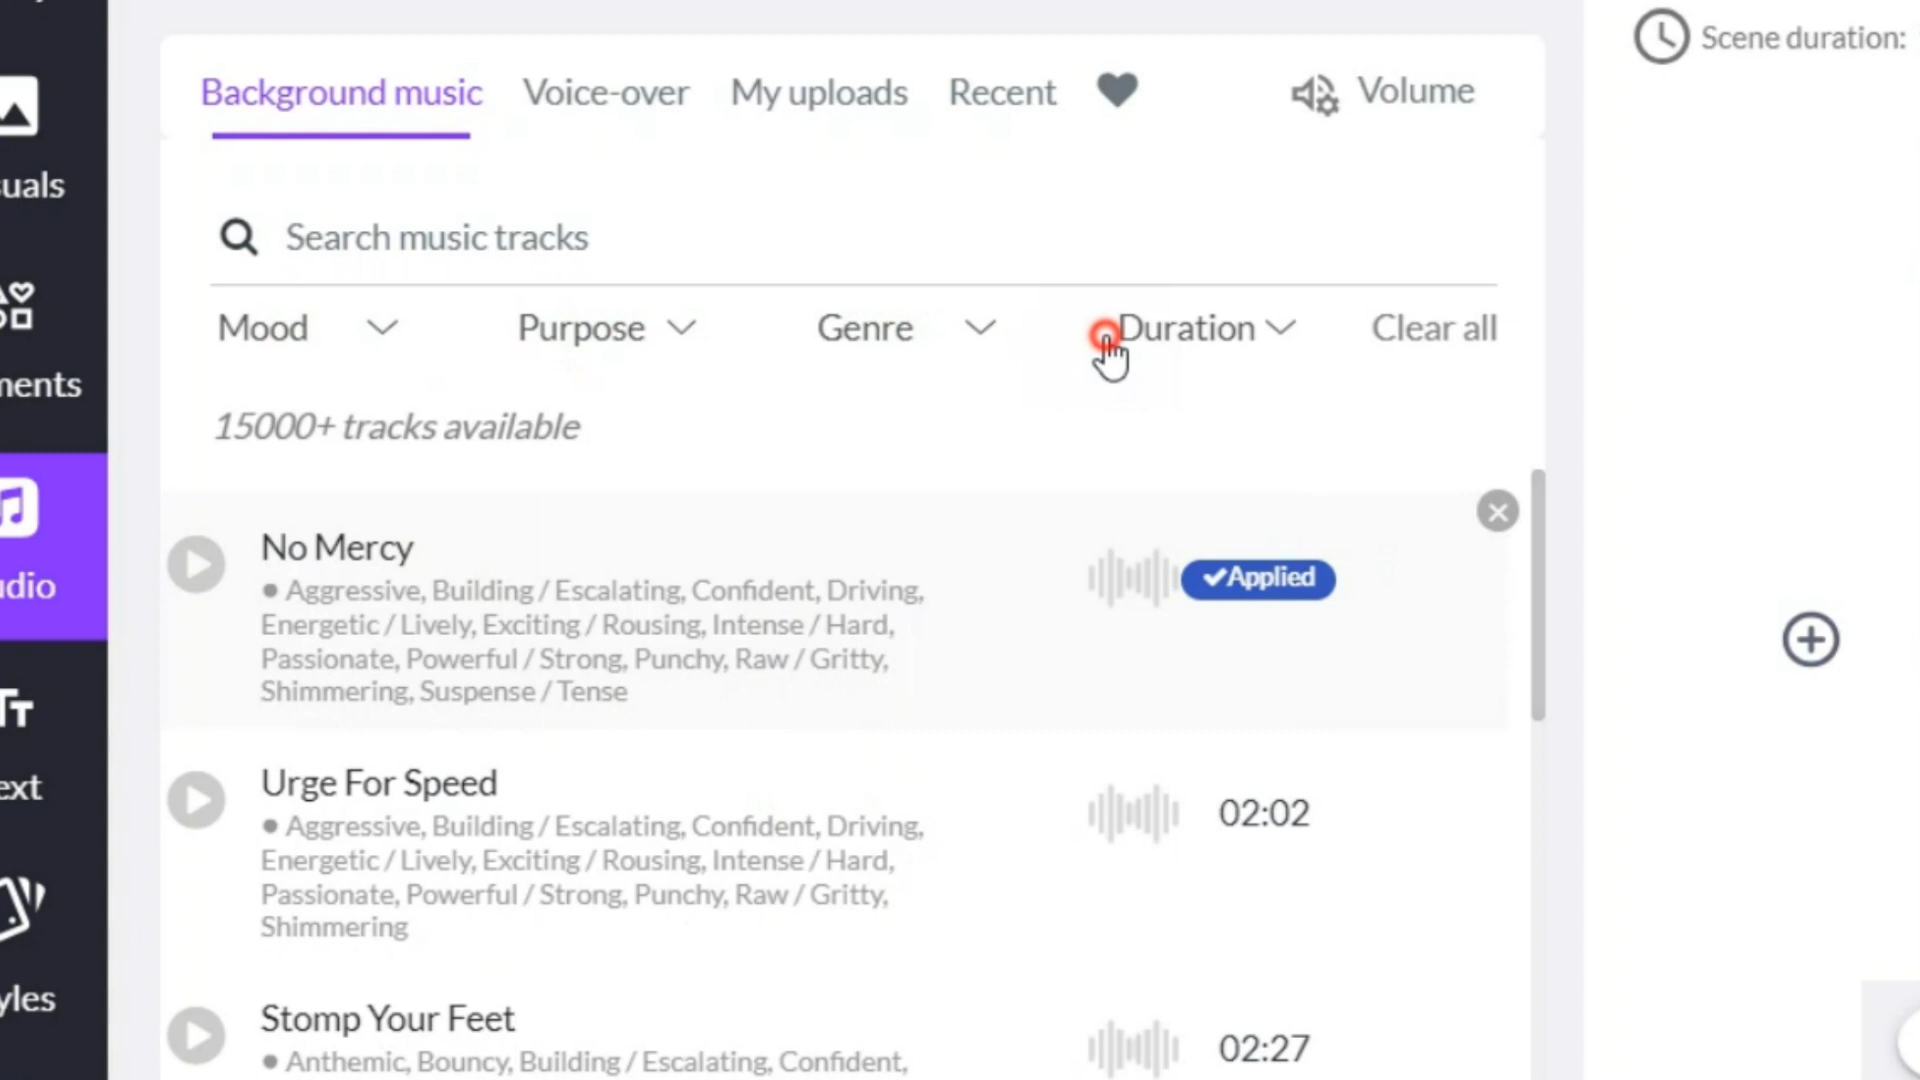 Scene duration:
Background music Voice-over My uploads Recent Volume
uals
Search music tracks
Mood Purpose Genre Duration Clear all
ments
15000+ tracks available
No Mercy
Aggressive, Building / Escalating, Confident, Driving,
Energetic / Lively, Exciting / Rousing, Intense / Hard,
Passionate, Powerful / Strong, Punchy, Raw / Gritty,
Shimmering, Suspense / Tense
Applied
udio
Urge For Speed
Aggressive, Building / Escalating, Confident, Driving,
Energetic / Lively, Exciting / Rousing, Intense / Hard,
Passionate, Powerful / Strong, Punchy, Raw / Gritty,
Shimmering
02:02
ext
yles
Stomp Your Feet
Anthemic, Bouncy, Building / Escalating, Confident,
02:27